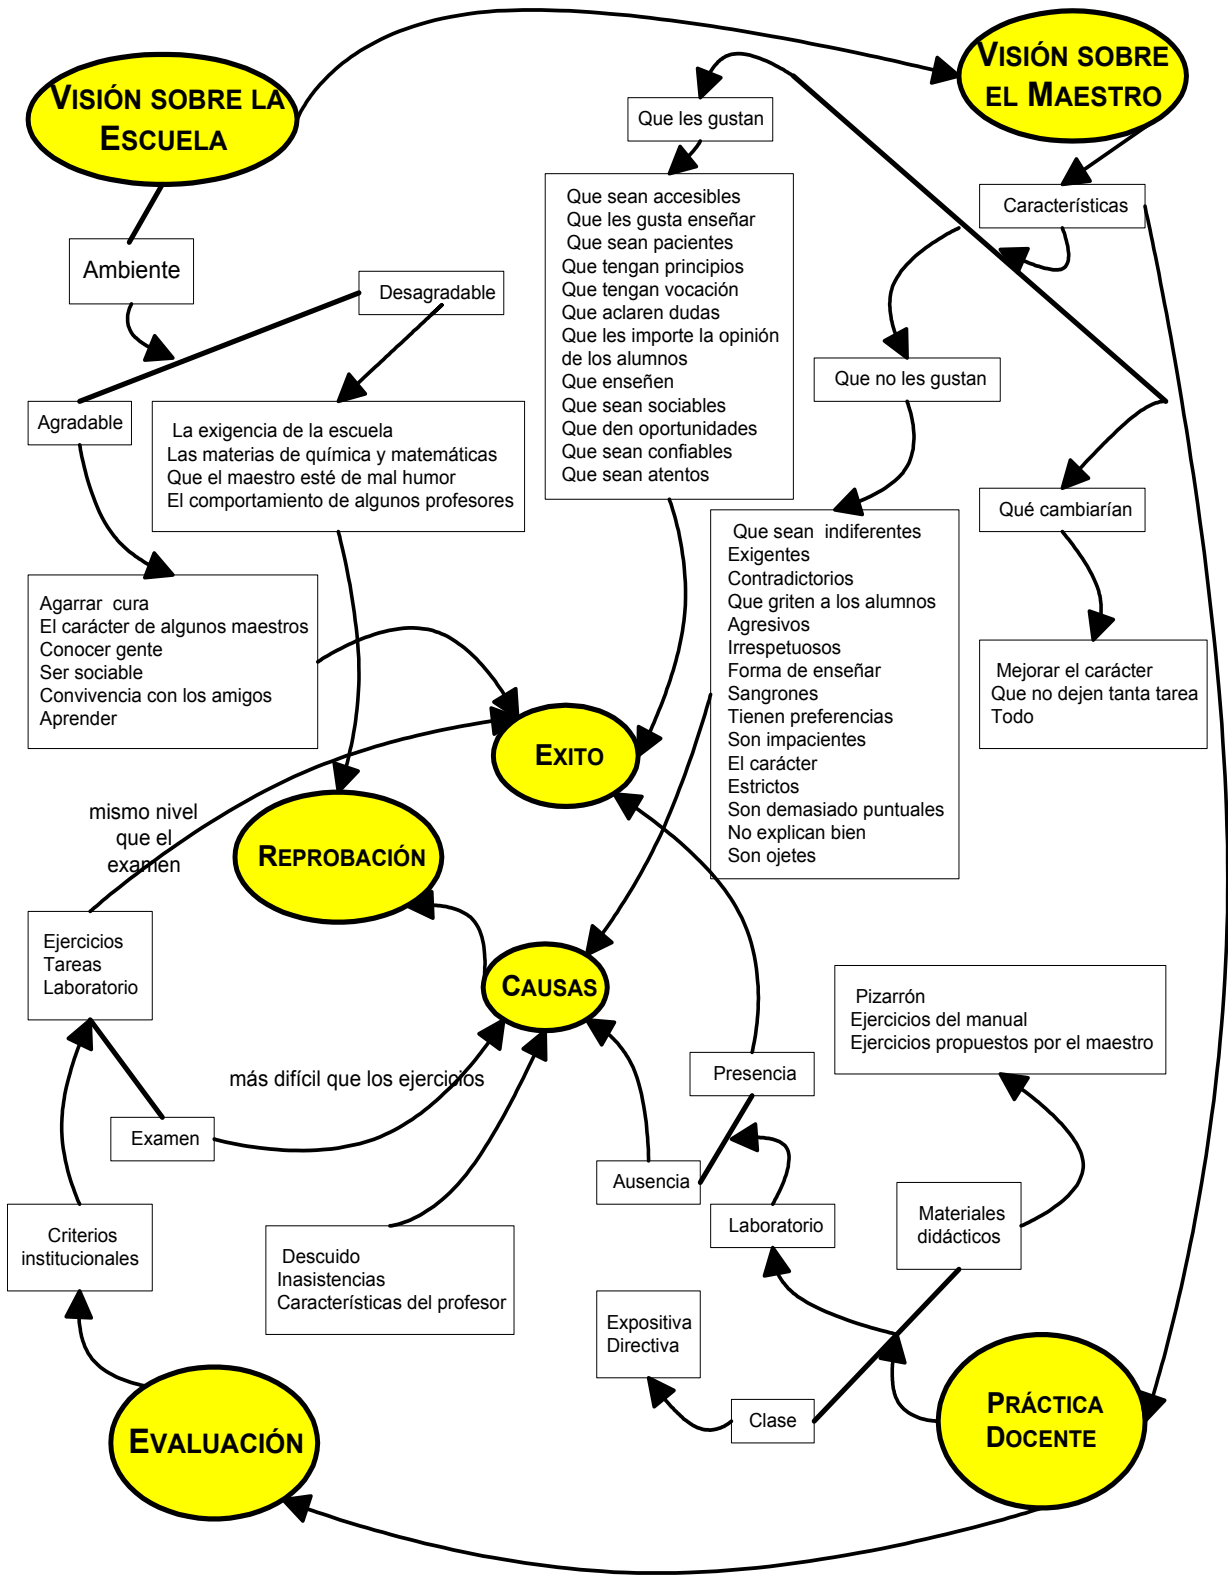 VISIÓN SOBRE LA
ESCUELA
VISIÓN SOBRE
EL MAESTRO
Que les gustan
Características
Ambiente
Desagradable
Que sean accesibles
Que les gusta enseñar
Que sean pacientes
Que tengan principios
Que tengan vocación
Que aclaren dudas
Que les importe la opinión
de los alumnos
Que enseñen
Que sean sociables
Que den oportunidades
Que sean confiables
Que sean atentos
Que no les gustan
Agradable
La exigencia de la escuela
Las materias de química y matemáticas
Que el maestro esté de mal humor
El comportamiento de algunos profesores
Qué cambiarían
Que sean indiferentes
Exigentes
Contradictorios
Que griten a los alumnos
Agresivos
Irrespetuosos
Forma de enseñar
Sangrones
Tienen preferencias
Son impacientes
El carácter
Estrictos
Son demasiado puntuales
No explican bien
Son ojetes
Agarrar cura
El carácter de algunos maestros
Conocer gente
Ser sociable
Convivencia con los amigos
Aprender
Mejorar el carácter
Que no dejen tanta tarea
Todo
EXITO
mismo nivel
que el
examen
REPROBACIÓN
Ejercicios
Tareas
Laboratorio
CAUSAS
Pizarrón
Ejercicios del manual
Ejercicios propuestos por el maestro
más difícil que los ejercicios
Presencia
Examen
Ausencia
Laboratorio
Materiales
didácticos
Criterios
institucionales
Descuido
Inasistencias
Características del profesor
Expositiva
Directiva
Clase
PRÁCTICA
DOCENTE
EVALUACIÓN